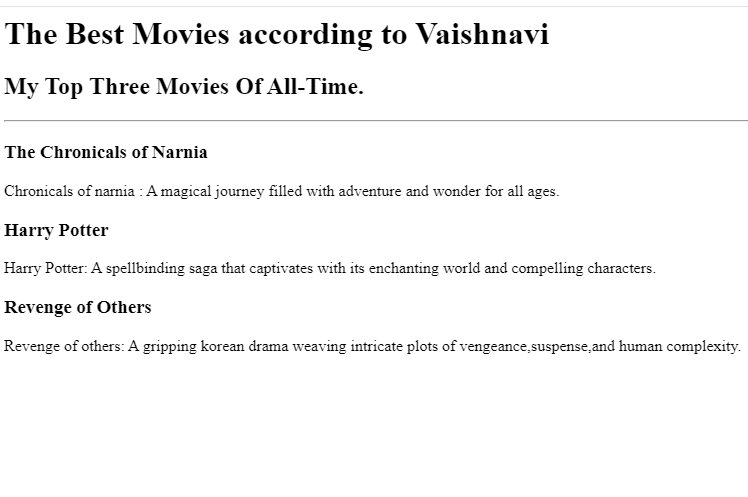 The Best Movies according to Vaishnavi
My Top Three Movies Of All-Time.
The Chronicals of Narnia
Chronicals of narnia : A magical journey filled with adventure and wonder for all ages.
Harry Potter
Harry Potter: A spellbinding saga that captivates with its enchanting world and compelling characters.
Revenge of Others
Revenge of others: A gripping korean drama weaving intricate plots of vengeance,suspense,and human complexity.